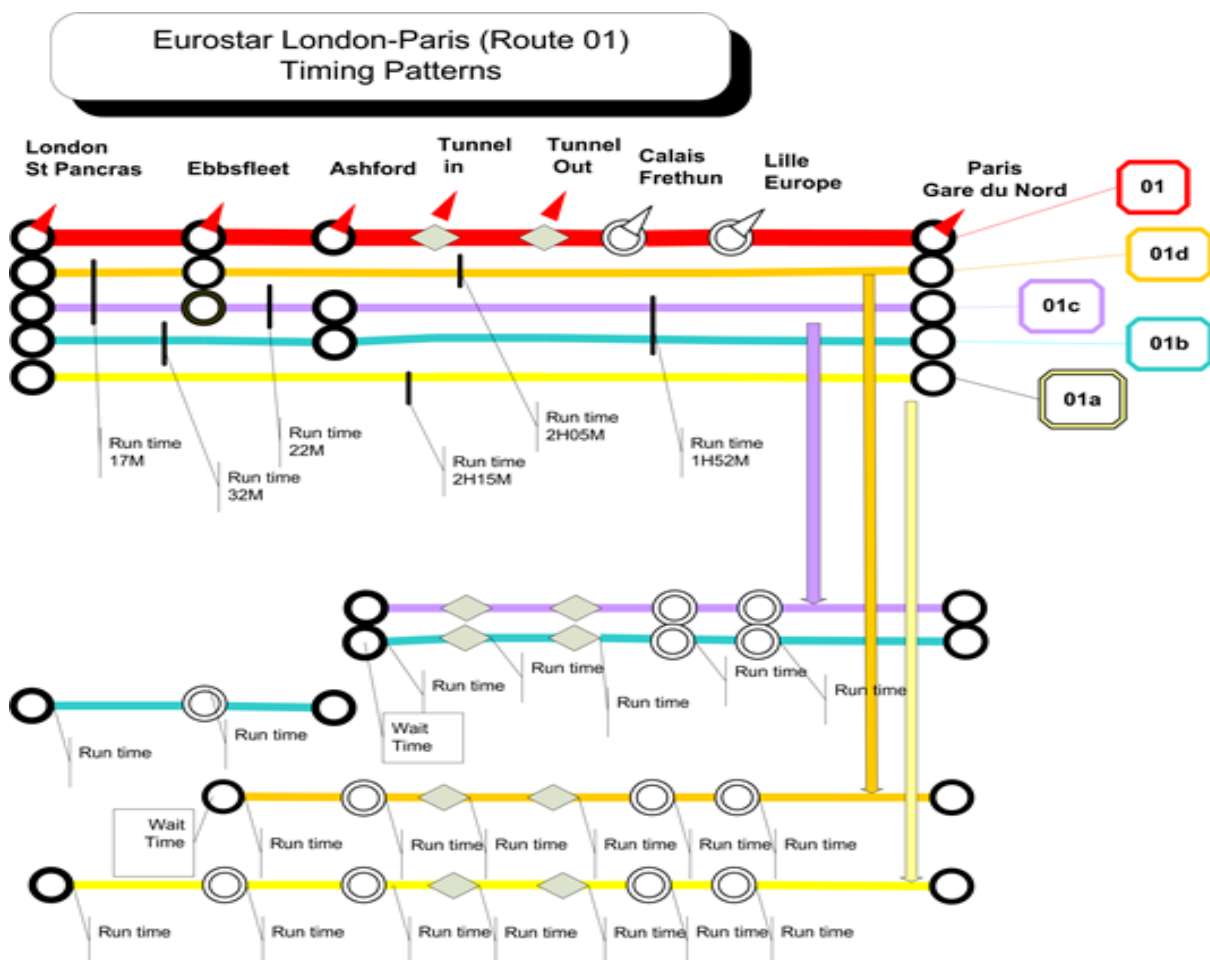 Eurostar London-Paris (Route 01)
Timing Patterns
London
St Pancras
Ebbsfleet
Ashford
Tunnel
in
Tunnel
Out
Calais
Frethun
Lille
Europe
Paris
Gare du Nord
01
01d
01c
01b
01a
Run time
17M
Run time
32M
Run time
22M
Run time
2H15M
Run time
2H05M
Run time
1H52M
Run time
Run time
Run time
Run time
Run time
Wait
Time
Run time
Run time
Wait
Time
Run time
Run time
Run time
Run time
Run time
Run time
Run time
Run time
Run time
Run time
Run time
Run time
Run time